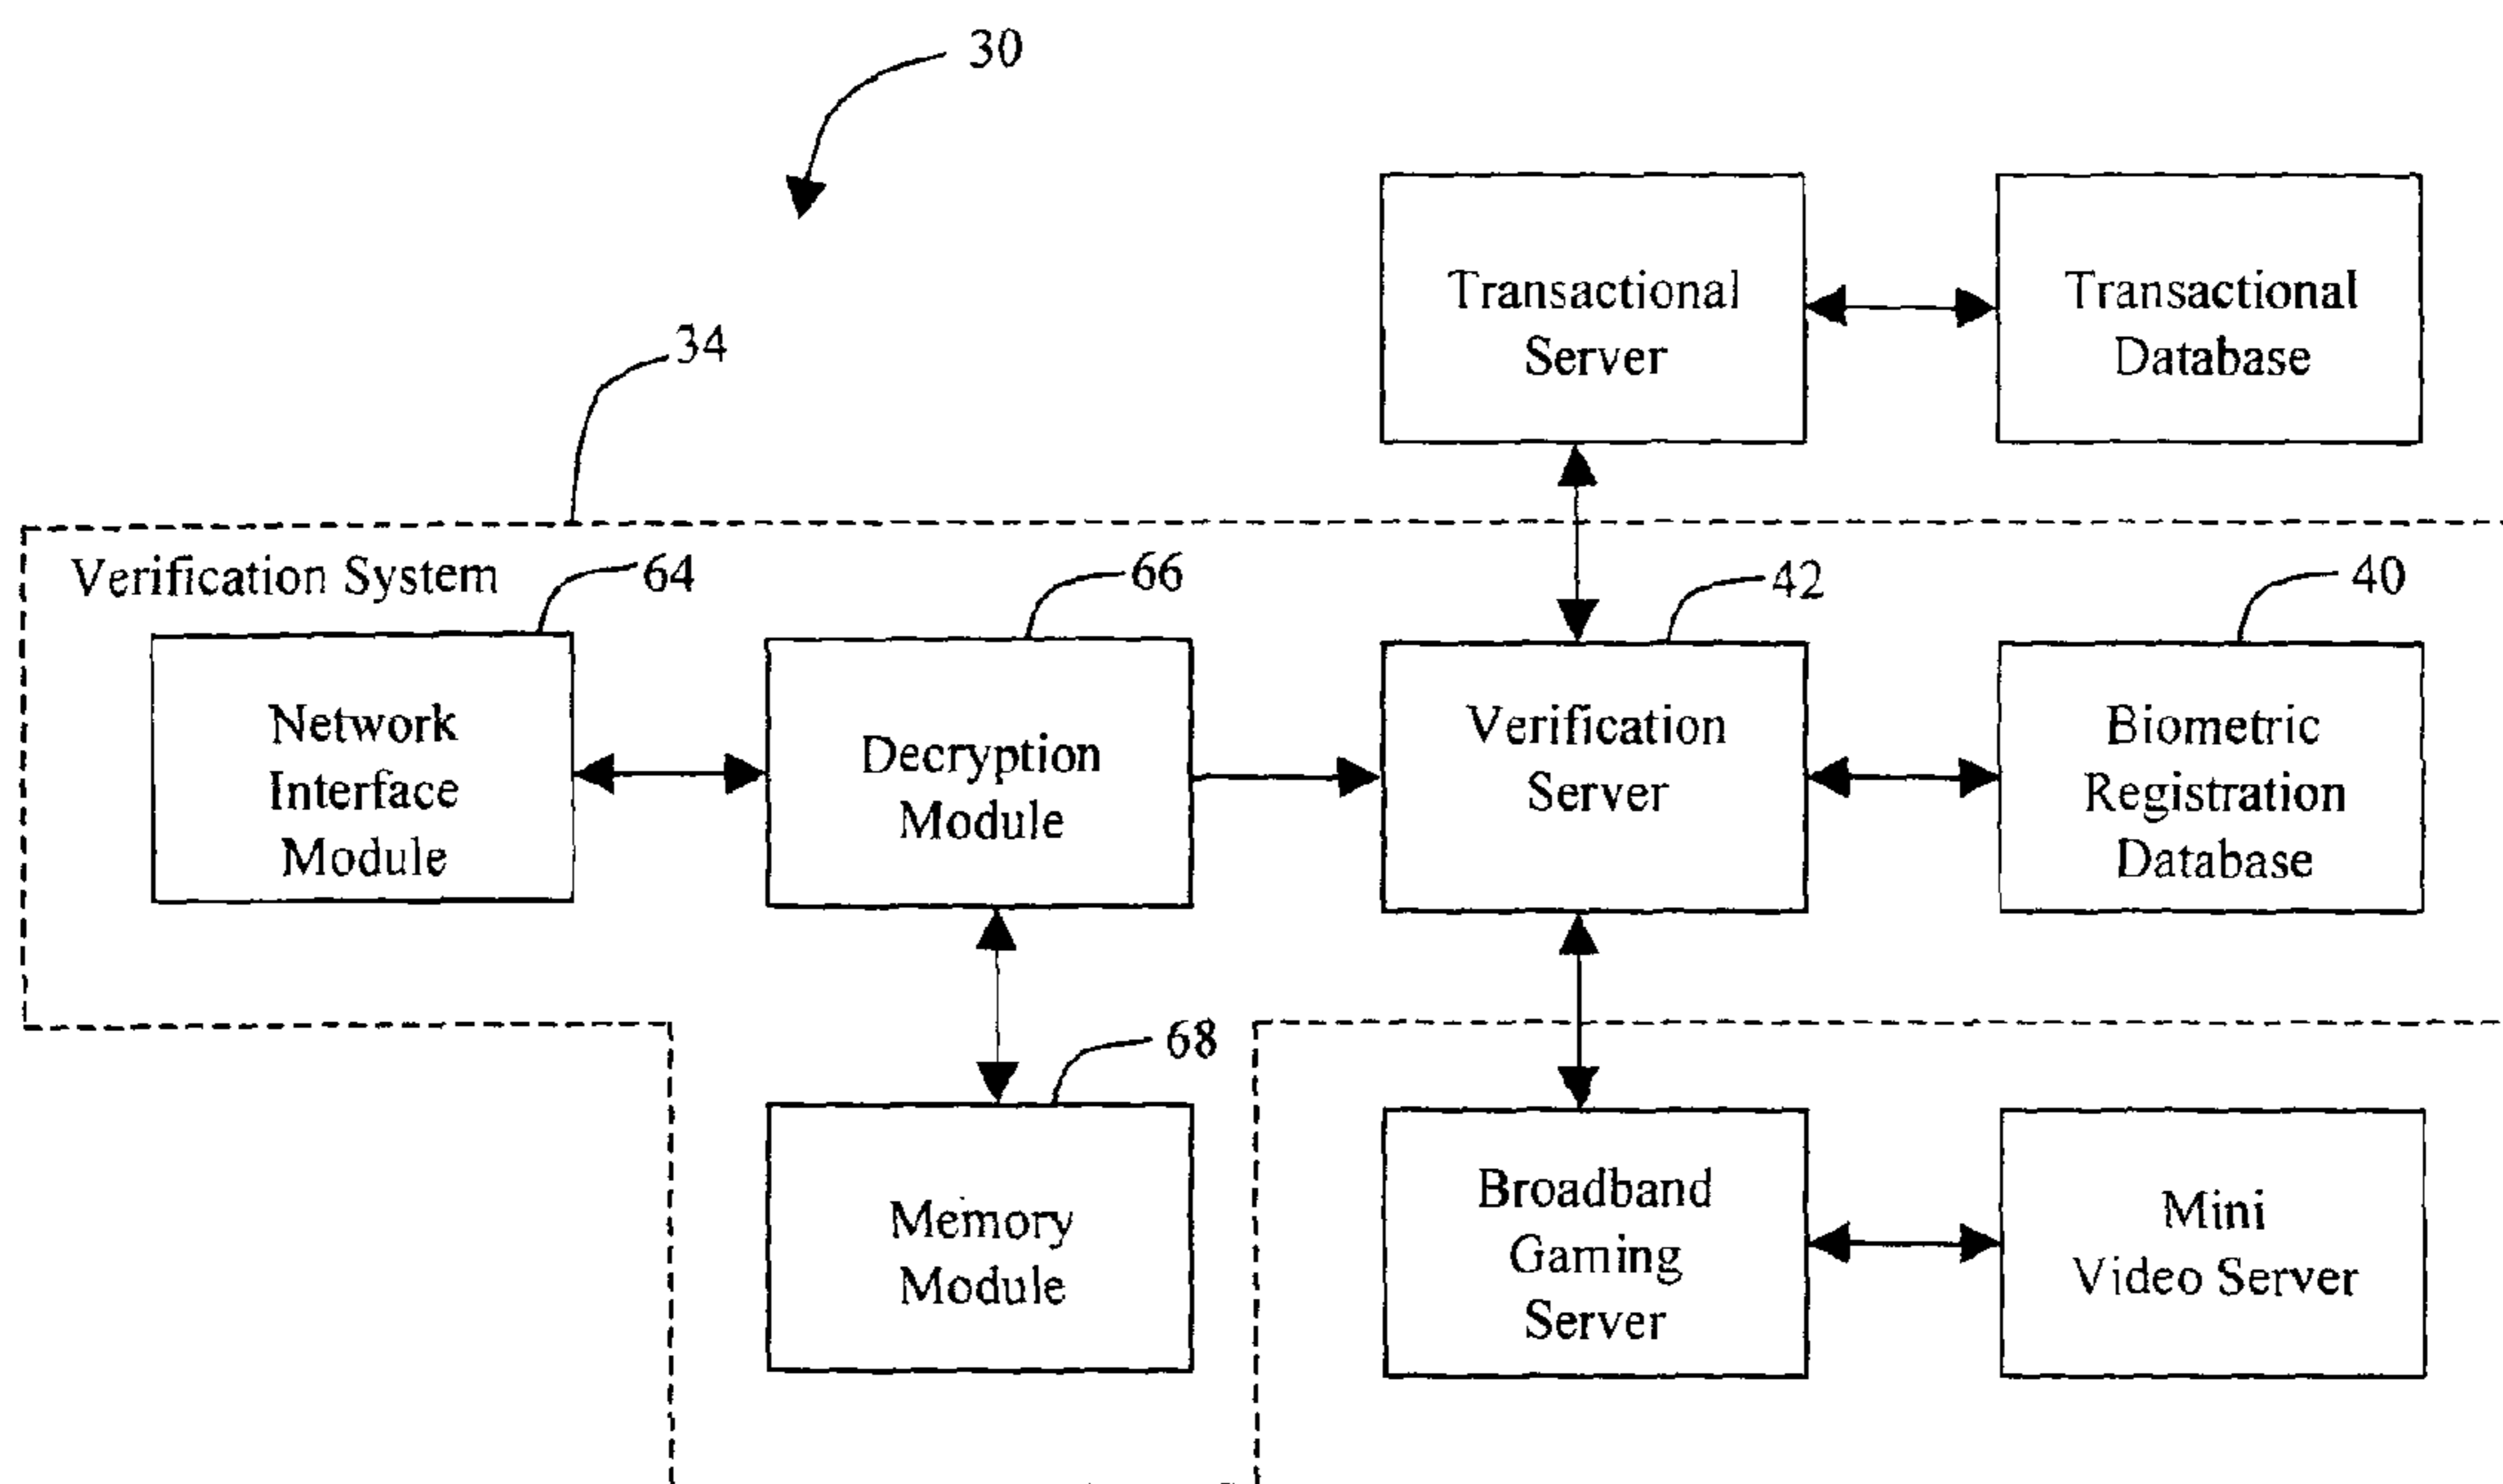 30
Transactional
Server
Transactional
Database
34
Verification System
64
66
42
40
Network
Interface
Module
Decryption
Module
Verification
Server
Biometric
Registration
Database
68
Memory
Module
Broadband
Gaming
Server
Mini
Video Server